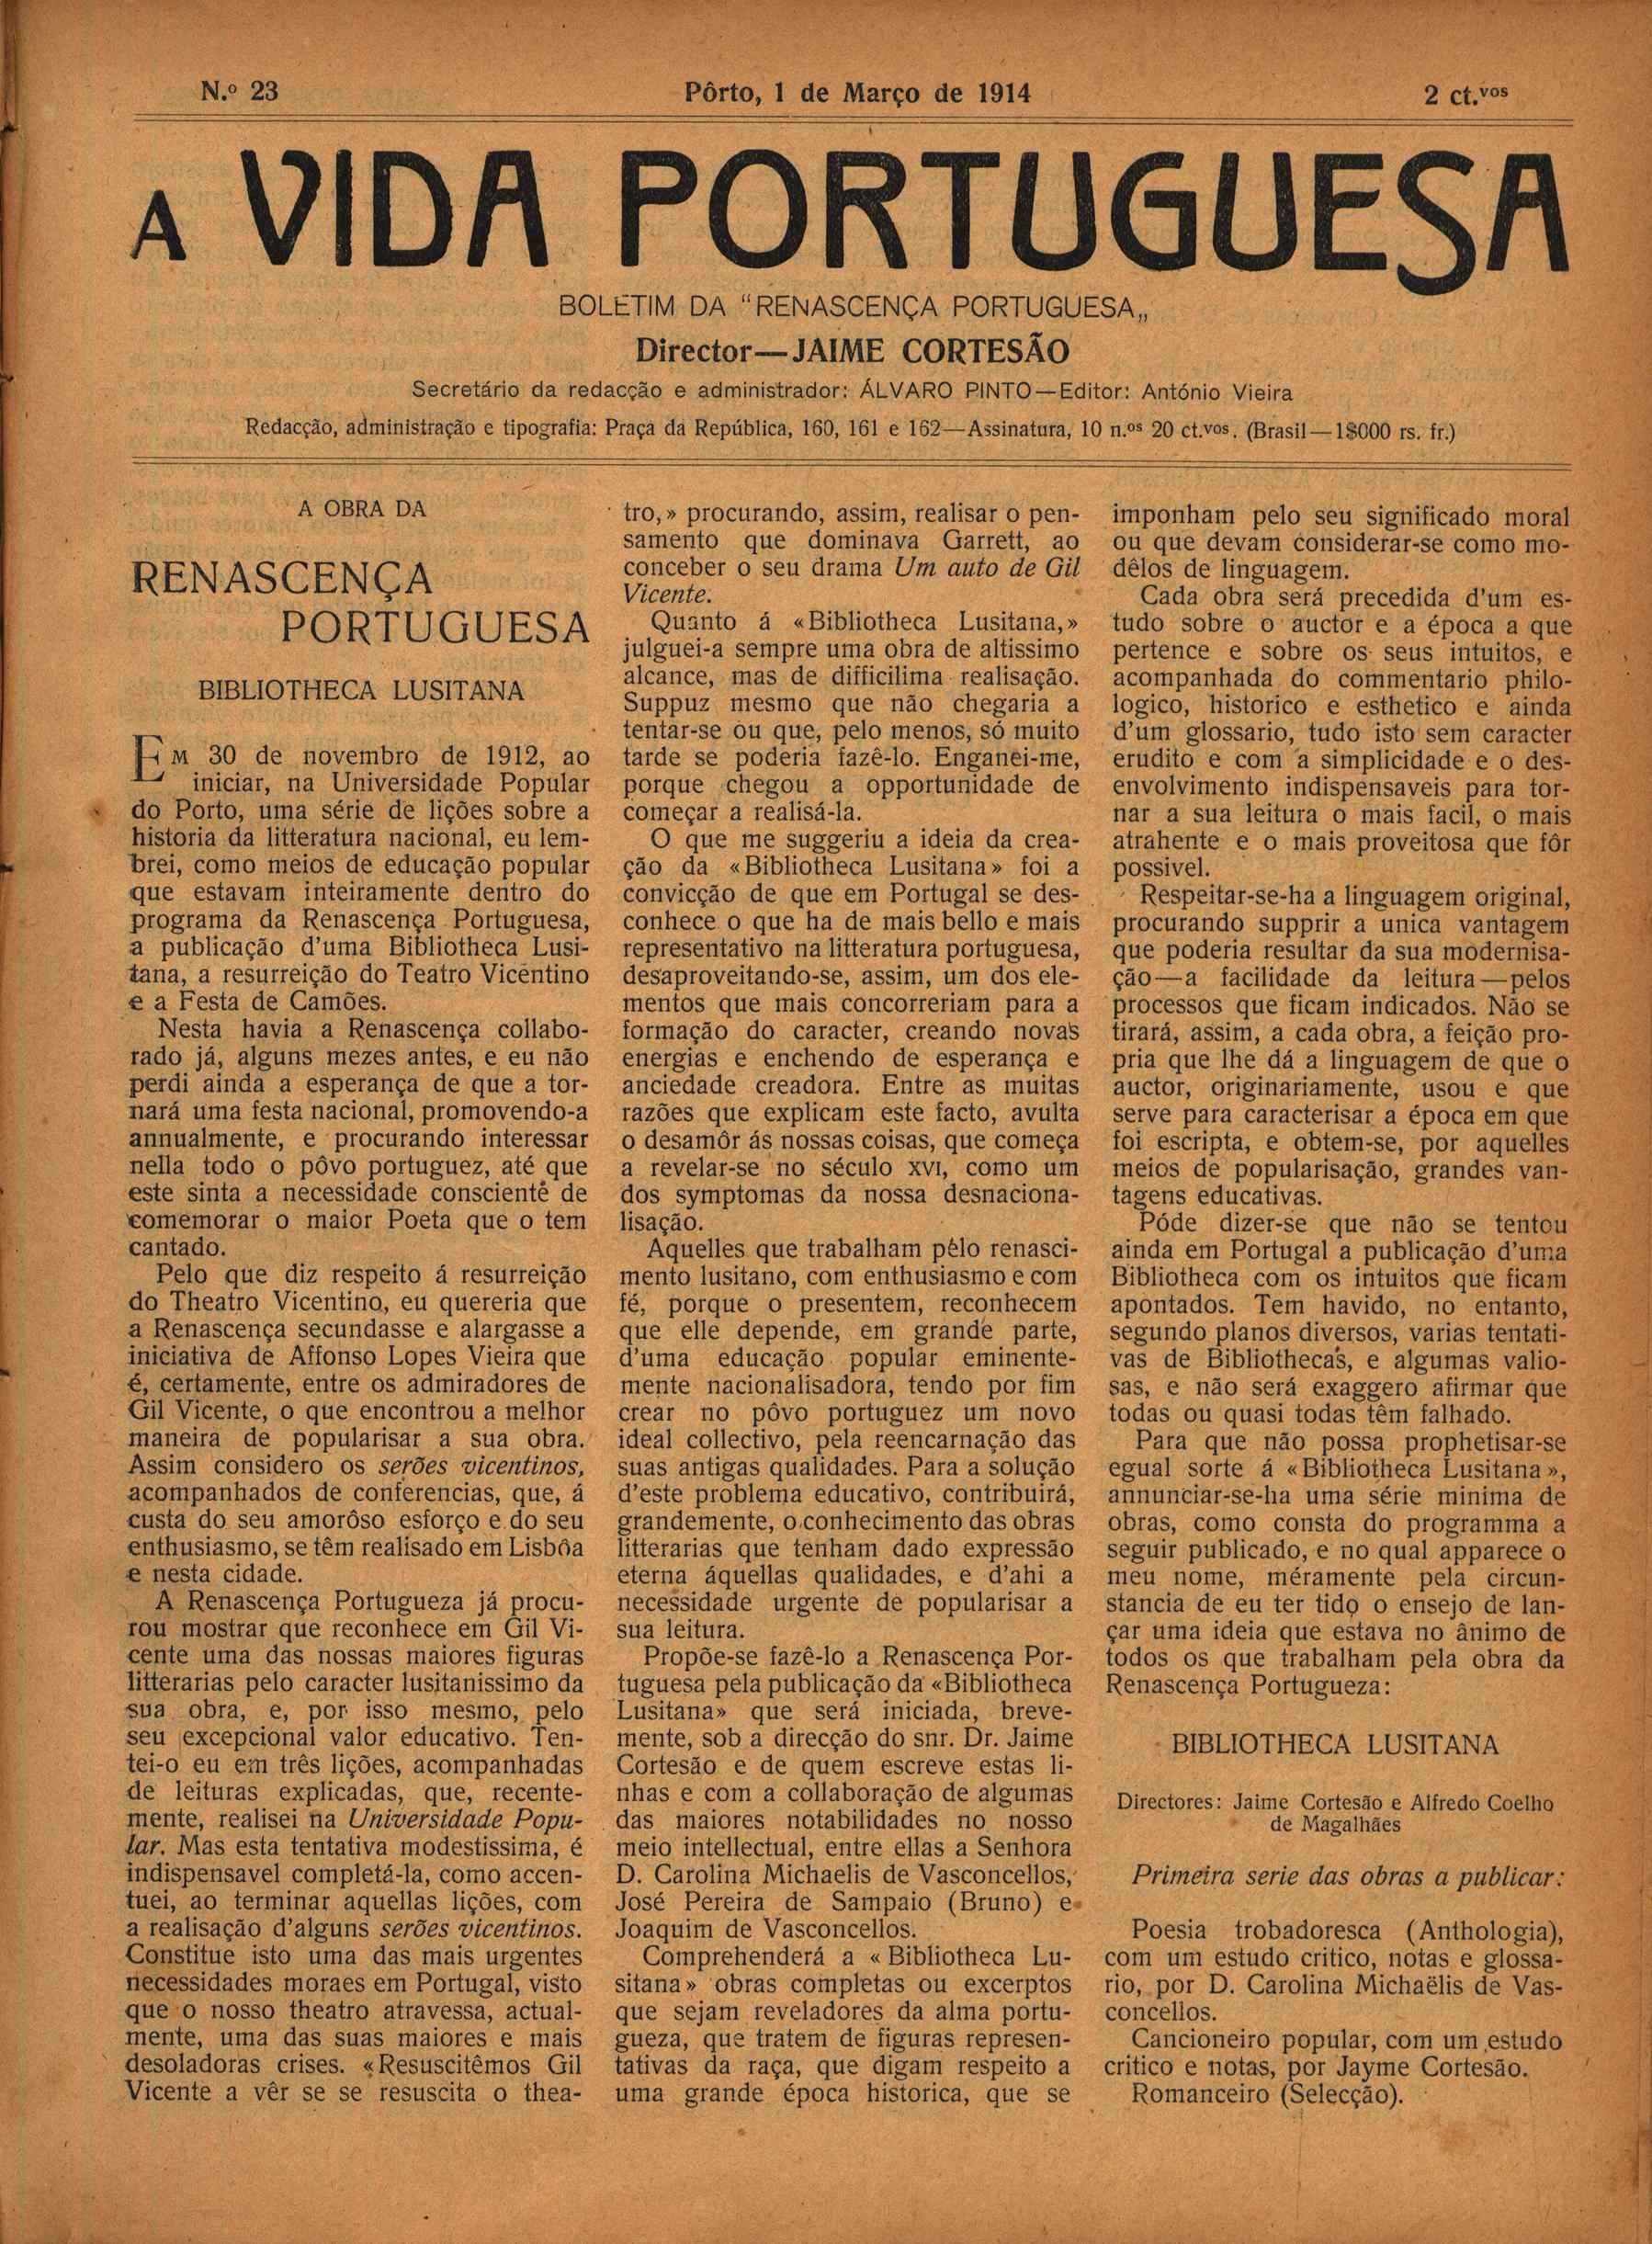 N.º 23
Pôrto, 1 de Março de 1914
2 ct.vos
A VIDA PORTUGUESA
BOLETIM DA "RENASCENÇA PORTUGUESA„
Director—JAIME CORTESÃO
Secretário da redacção e administrador: ÁLVARO PINTO—Editor: António Vieira
Redacção, administração e tipografia: Praça da República, 160, 161 e 162—Assinatura, 10 n.os 20 ct.vos. (Brasil—1$000 rs. fr.)
A OBRA DA
RENASCENÇA
PORTUGUESA
BIBLIOTHECA LUSITANA
EM 30 de novembro de 1912, ao
iniciar, na Universidade Popular
do Porto, uma série de lições sobre a
historia da litteratura nacional, eu lem-
brei, como meios de educação popular
que estavam inteiramente dentro do
programa da Renascença Portuguesa,
a publicação d'uma Bibliotheca Lusi-
tana, a resurreição do Teatro Vicentino
e a Festa de Camões.
Nesta havia a Renascença collabo-
rado já, alguns mezes antes, e eu não
perdi ainda a esperança de que a tor-
nará uma festa nacional, promovendo-a
annualmente, e procurando interessar
nella todo o pôvo portuguez, até que
este sinta a necessidade consciente de
comemorar o maior Poeta que o tem
cantado.
Pelo que diz respeito á resurreição
do Theatro Vicentino, eu quereria que
a Renascença secundasse e alargasse a
iniciativa de Affonso Lopes Vieira que
é, certamente, entre os admiradores de
Gil Vicente, o que encontrou a melhor
maneira de popularisar a sua obra.
Assim considero os serões vicentinos,
acompanhados de conferencias, que, á
custa do seu amorôso esforço e do seu
enthusiasmo, se têm realisado em Lisbôa
e nesta cidade.
A Renascença Portugueza já procu-
rou mostrar que reconhece em Gil Vi-
cente uma das nossas maiores figuras
litterarias pelo caracter lusitanissimo da
sua obra, e, por isso mesmo, pelo
seu excepcional valor educativo. Ten-
tei-o eu em três lições, acompanhadas
de leituras explicadas, que, recente-
mente, realisei na Universidade Popu-
lar. Mas esta tentativa modestissima, é
indispensavel completá-la, como accen-
tuei, ao terminar aquellas lições, com
a realisação d'alguns serões vicentinos.
Constitue isto uma das mais urgentes
necessidades moraes em Portugal, visto
que o nosso theatro atravessa, actual-
mente, uma das suas maiores e mais
desoladoras crises. «Resuscitêmos Gil
Vicente a vêr se se resuscita o thea-
tro,» procurando, assim, realisar o pen-
samento que dominava Garrett, ao
conceber o seu drama Um auto de Gil
Vicente.
Quanto á «Bibliotheca Lusitana,»
julguei-a sempre uma obra de altissimo
alcance, mas de difficilima realisação.
Suppuz mesmo que não chegaria a
tentar-se ou que, pelo menos, só muito
tarde se poderia fazê-lo. Enganei-me,
porque chegou a opportunidade de
começar a realisá-la.
O que me suggeriu a ideia da crea-
ção da «Bibliotheca Lusitana» foi a
convicção de que em Portugal se des-
conhece o que ha de mais bello e mais
representativo na litteratura portuguesa,
desaproveitando-se, assim, um dos ele-
mentos que mais concorreriam para a
formação do caracter, creando novas
energias e enchendo de esperança e
anciedade creadora. Entre as muitas
razões que explicam este facto, avulta
o desamôr ás nossas coisas, que começa
a revelar-se no século XVI, como um
dos symptomas da nossa desnaciona-
lisação.
Aquelles que trabalham pêlo renasci-
mento lusitano, com enthusiasmo e com
fé, porque o presentem, reconhecem
que elle depende, em grande parte,
d'uma educação popular eminente-
mente nacionalisadora, tendo por fim
crear no pôvo portuguez um novo
ideal collectivo, pela reencarnação das
suas antigas qualidades. Para a solução
d'este problema educativo, contribuirá,
grandemente, o conhecimento das obras
litterarias que tenham dado expressão
eterna áquellas qualidades, e d'ahi a
necessidade urgente de popularisar a
sua leitura.
Propõe-se fazê-lo a Renascença Por-
tuguesa pela publicação da «Bibliotheca
Lusitana» que será iniciada, breve-
mente, sob a direcção do snr. Dr. Jaime
Cortesão e de quem escreve estas li-
nhas e com a collaboração de algumas
das maiores notabilidades no nosso
meio intellectual, entre ellas a Senhora
D. Carolina Michaelis de Vasconcellos,
José Pereira de Sampaio (Bruno) e
Joaquim de Vasconcellos.
Comprehenderá a «Bibliotheca Lu-
sitana» obras completas ou excerptos
que sejam reveladores da alma portu-
gueza, que tratem de figuras represen-
tativas da raça, que digam respeito a
uma grande época historica, que se
imponham pelo seu significado moral
ou que devam considerar-se como mo-
dêlos de linguagem.
Cada obra será precedida d'um es-
tudo sobre o auctor e a época a que
pertence e sobre os seus intuitos, e
acompanhada do commentario philo-
logico, historico e esthetico e ainda
d'um glossario, tudo isto sem caracter
erudito e com a simplicidade e o des-
envolvimento indispensaveis para tor-
nar a sua leitura o mais facil, o mais
atrahente e o mais proveitosa que fôr
possivel.
Respeitar-se-ha a linguagem original,
procurando supprir a unica vantagem
que poderia resultar da sua modernisa-
ção—a facilidade da leitura—pelos
processos que ficam indicados. Não se
tirará, assim, a cada obra, a feição pro-
pria que lhe dá a linguagem de que o
auctor, originariamente, usou e que
serve para caracterisar a época em que
foi escripta, e obtem-se, por aquelles
meios de popularisação, grandes van-
tagens educativas.
Póde dizer-se que não se tentou
ainda em Portugal a publicação d'uma
Bibliotheca com os intuitos que ficam
apontados. Tem havido, no entanto,
segundo planos diversos, varias tentati-
vas de Bibliothecas, e algumas valio-
sas, e não será exaggero afirmar que
todas ou quasi todas têm falhado.
Para que não possa prophetisar-se
egual sorte á «Bibliotheca Lusitana»,
annunciar-se-ha uma série minima de
obras, como consta do programma a
seguir publicado, e no qual apparece o
meu nome, méramente pela circun-
stancia de eu ter tido o ensejo de lan-
çar uma ideia que estava no ânimo de
todos os que trabalham pela obra da
Renascença Portugueza:
BIBLIOTHECA LUSITANA
Directores: Jaime Cortesão e Alfredo Coelho
de Magalhães
Primeira serie das obras a publicar:
Poesia trobadoresca (Anthologia),
com um estudo critico, notas e glossa-
rio, por D. Carolina Michaëlis de Vas-
concellos.
Cancioneiro popular, com um estudo
critico e notas, por Jayme Cortesão.
Romanceiro (Selecção).